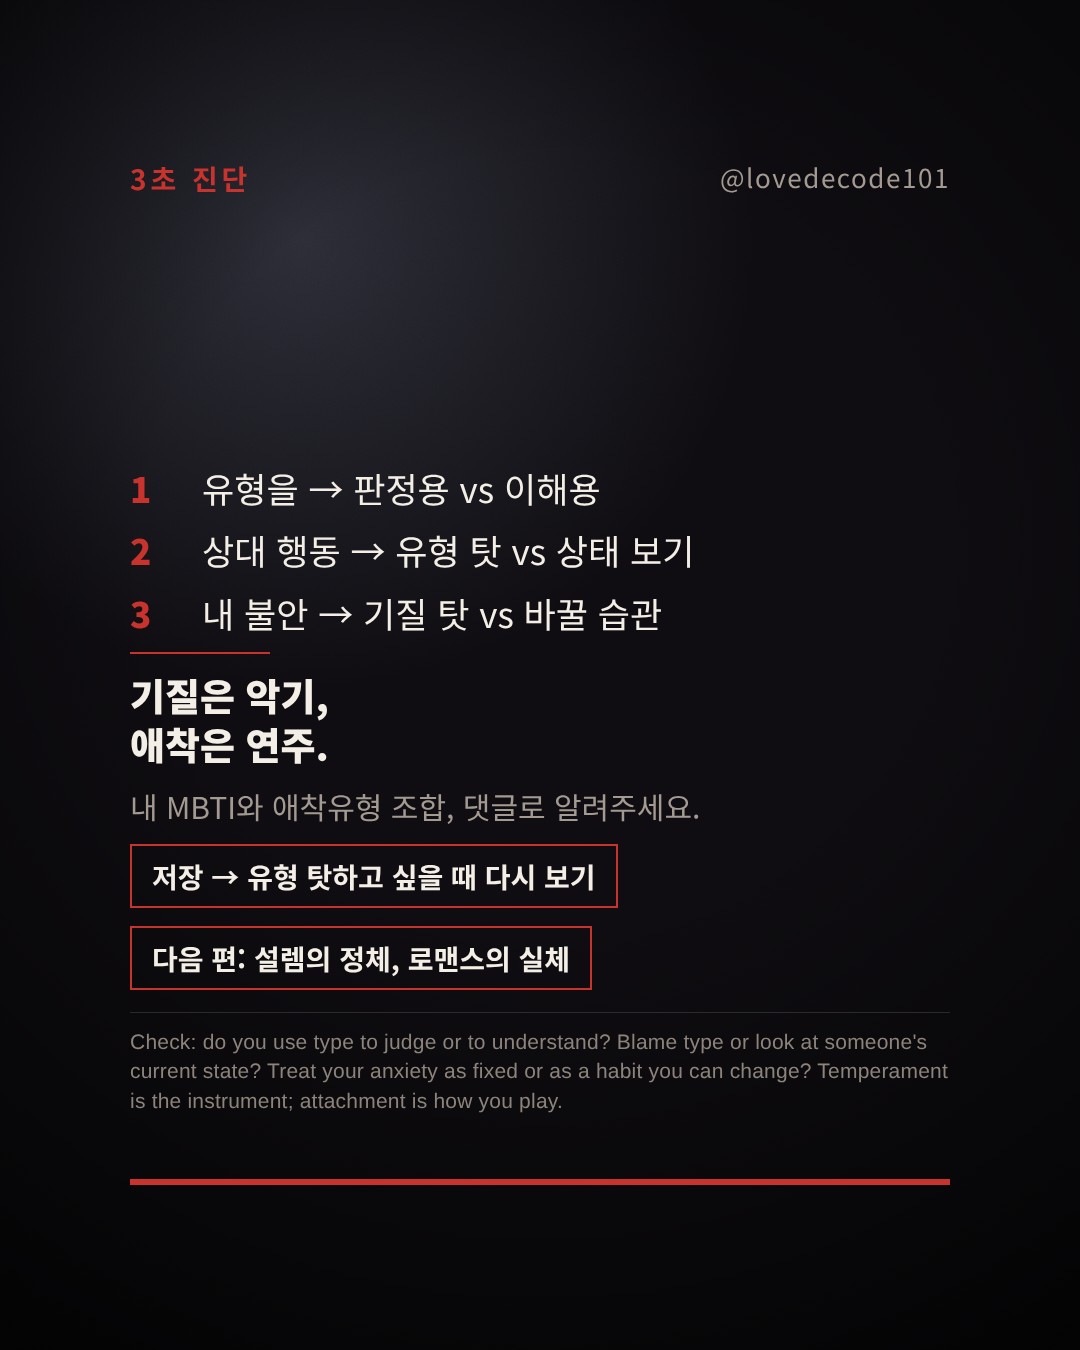 3초 진단
@lovedecode101
1 유형을 → 판정용 vs 이해용
2 상대 행동 → 유형 탓 vs 상태 보기
3 내 불안 → 기질 탓 vs 바꿀 습관
기질은 악기,
애착은 연주.
내 MBTI와 애착유형 조합, 댓글로 알려주세요.
저장 → 유형 탓하고 싶을 때 다시 보기
다음 편: 설렘의 정체, 로맨스의 실체
Check: do you use type to judge or to understand? Blame type or look at someone's
current state? Treat your anxiety as fixed or as a habit you can change? Temperament
is the instrument; attachment is how you play.